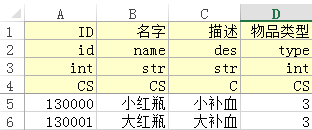 A B C D
1 ID 名字 描述 物品类型
2 id name des type
3 int str str int
4 CS CS C CS
5 130000 小红瓶 小补血 3
6 130001 大红瓶 大补血 3